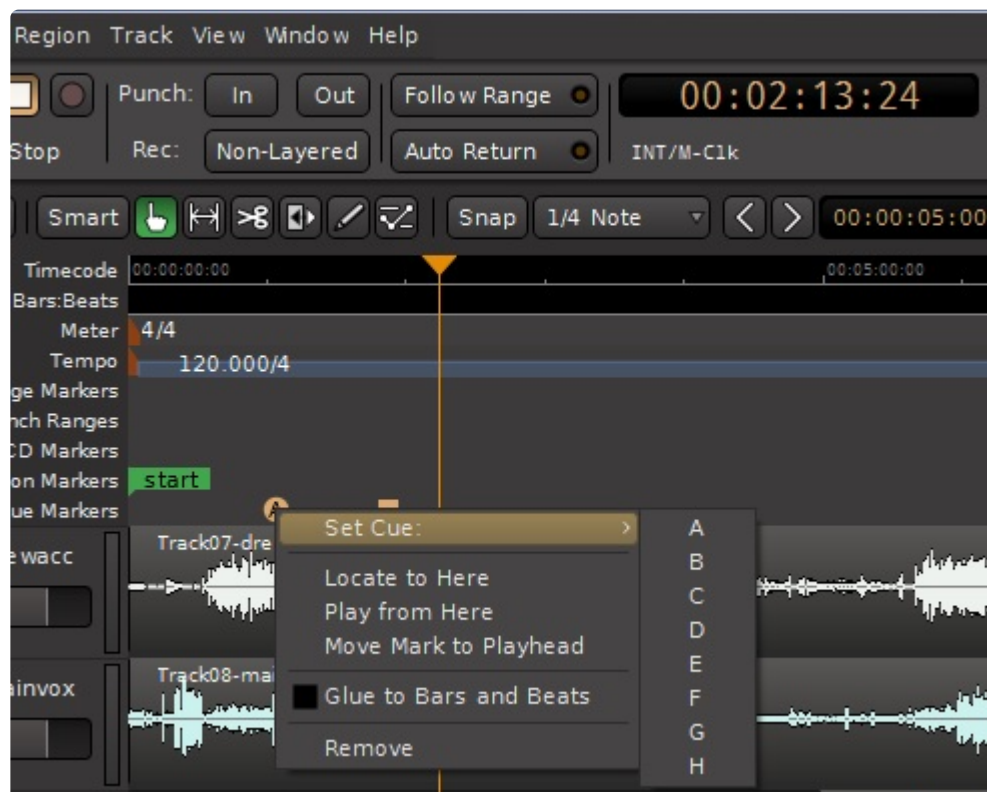 Region Track View Window Help
Punch: In Out Follow Range 00:02:13:24
Stop Rec: Non-Layered Auto Return INT/M-Clk
Smart Snap 1/4 Note 00:00:05:00
Timecode 00:00:00:00 00:05:00:00
Bars:Beats
Meter 4/4
Tempo 120.000/4
ge Markers
nch Ranges
CD Markers
on Markers start
ue Markers A
Set Cue: A
B
Track07-dre
ewacc
Locate to Here
C
Play from Here
D
Move Mark to Playhead
E
Track08-mai
ainvox
Glue to Bars and Beats
F
G
Remove
H